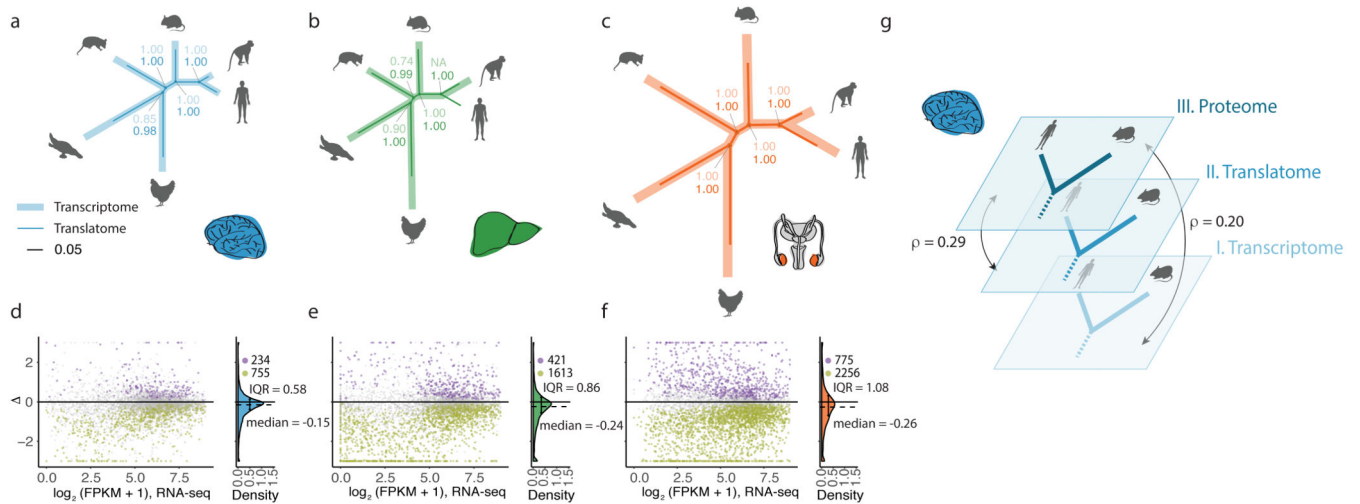 a
b
c
g
1.00
1.00
1.00
1.00
1.00
1.00
0.85
0.98
Transcriptome
Translatome
0.05
0.74
0.99
NA
1.00
1.00
1.00
0.90
1.00
1.00
1.00
1.00
1.00
1.00
1.00
1.00
1.00
III. Proteome
II. Translatome
I. Transcriptome
ρ = 0.29
ρ = 0.20
d
Δ
2
0
−2
0.0 2.5 5.0 7.5
log2 (FPKM + 1), RNA-seq
234
755
IQR = 0.58
median = -0.15
0.0 0.5 1.0 1.5
Density
e
0.0 2.5 5.0 7.5
log2 (FPKM + 1), RNA-seq
421
1613
IQR = 0.86
median = -0.24
0.0 0.5 1.0 1.5
Density
f
0.0 2.5 5.0 7.5
log2 (FPKM + 1), RNA-seq
775
2256
IQR = 1.08
median = -0.26
0.0 0.5 1.0 1.5
Density